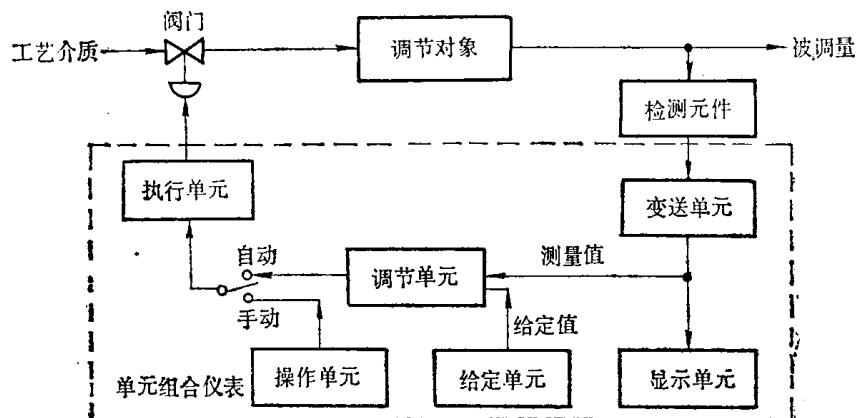 阀门
工艺介质
调节对象
被调量
检测元件
执行单元
变送单元
自动
测量值
调节单元
手动
给定值
单元组合仪表
操作单元
给定单元
显示单元